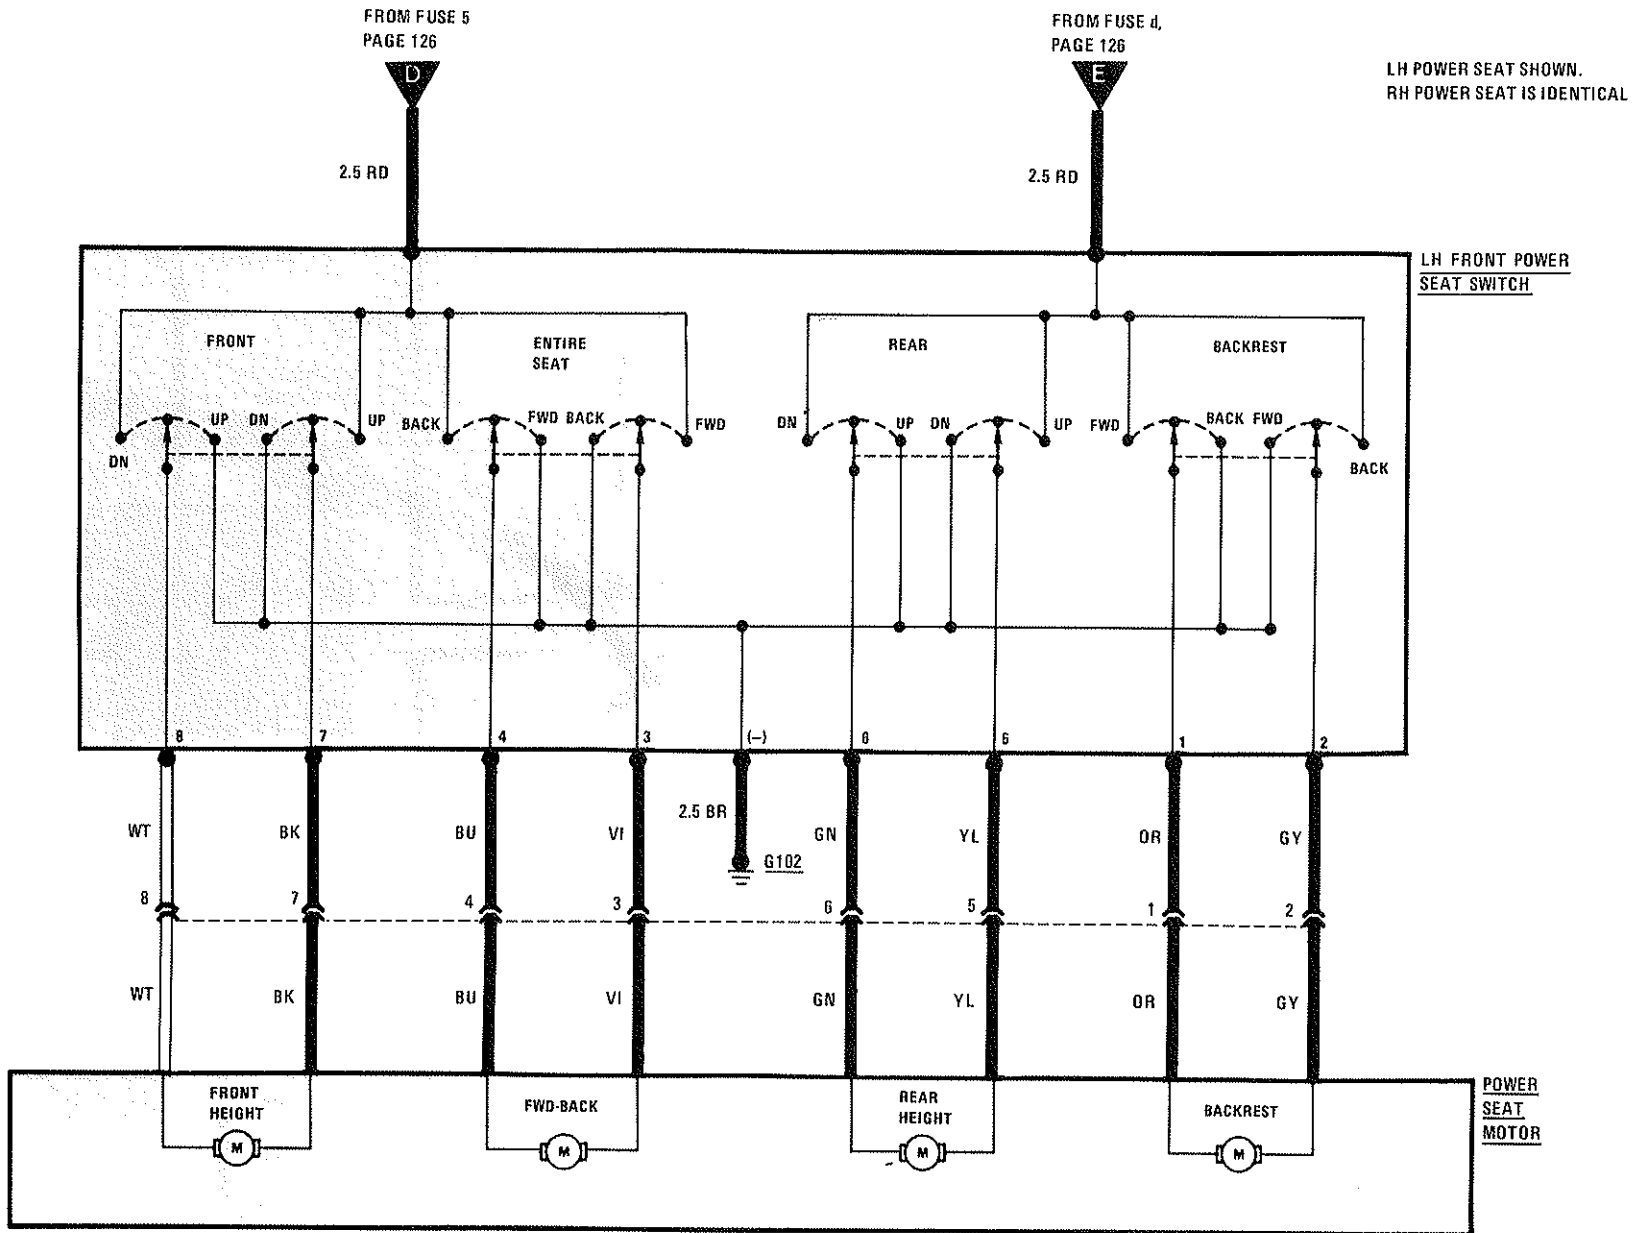 FROM FUSE 5
PAGE 126
D
FROM FUSE d,
PAGE 126
E
LH POWER SEAT SHOWN.
RH POWER SEAT IS IDENTICAL
2.5 RD
2.5 RD
LH FRONT POWER
SEAT SWITCH
FRONT
ENTIRE
SEAT
REAR
BACKREST
DN
UP
DN
UP
BACK
FWD
BACK
FWD
DN
UP
DN
UP
FWD
BACK
FWD
BACK
8
7
4
3
(–)
6
5
1
2
WT
BK
BU
VI
2.5 BR
G102
GN
YL
OR
GY
8
7
4
3
6
5
1
2
WT
BK
BU
VI
GN
YL
OR
GY
FRONT
HEIGHT
M
FWD-BACK
M
REAR
HEIGHT
M
BACKREST
M
POWER
SEAT
MOTOR